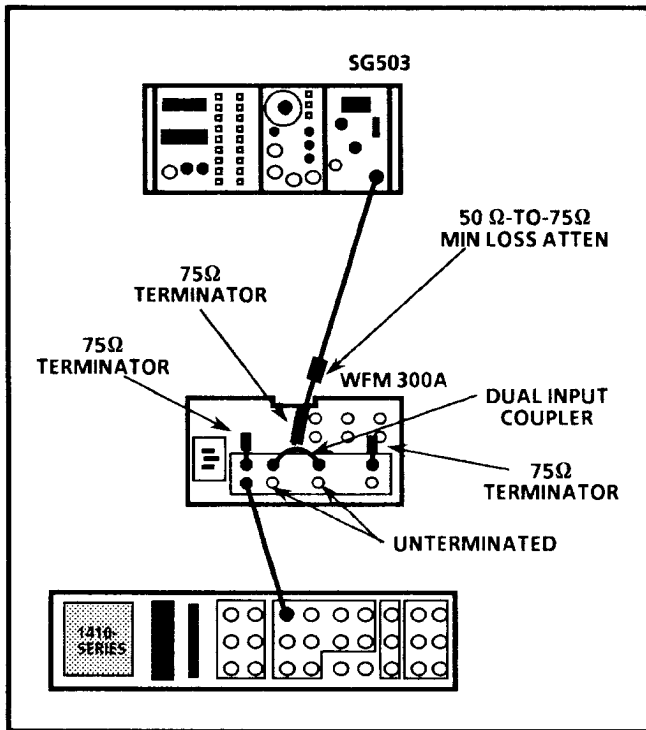 SG503
50 Ω-TO-75Ω
MIN LOSS ATTEN
75Ω
TERMINATOR
75Ω
TERMINATOR
WFM 300A
DUAL INPUT
COUPLER
75Ω
TERMINATOR
UNTERMINATED
1410-
SERIES